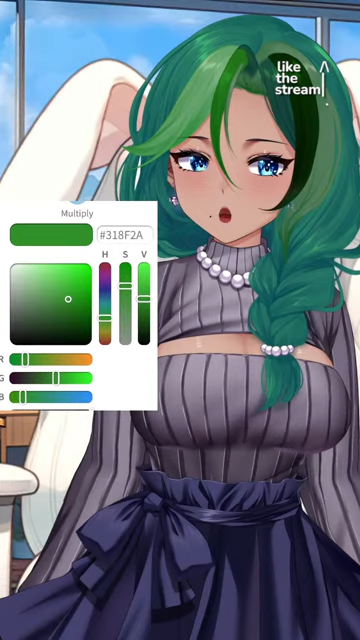 like
the
stream
Multiply
#318F2A
H S V
R
G
B